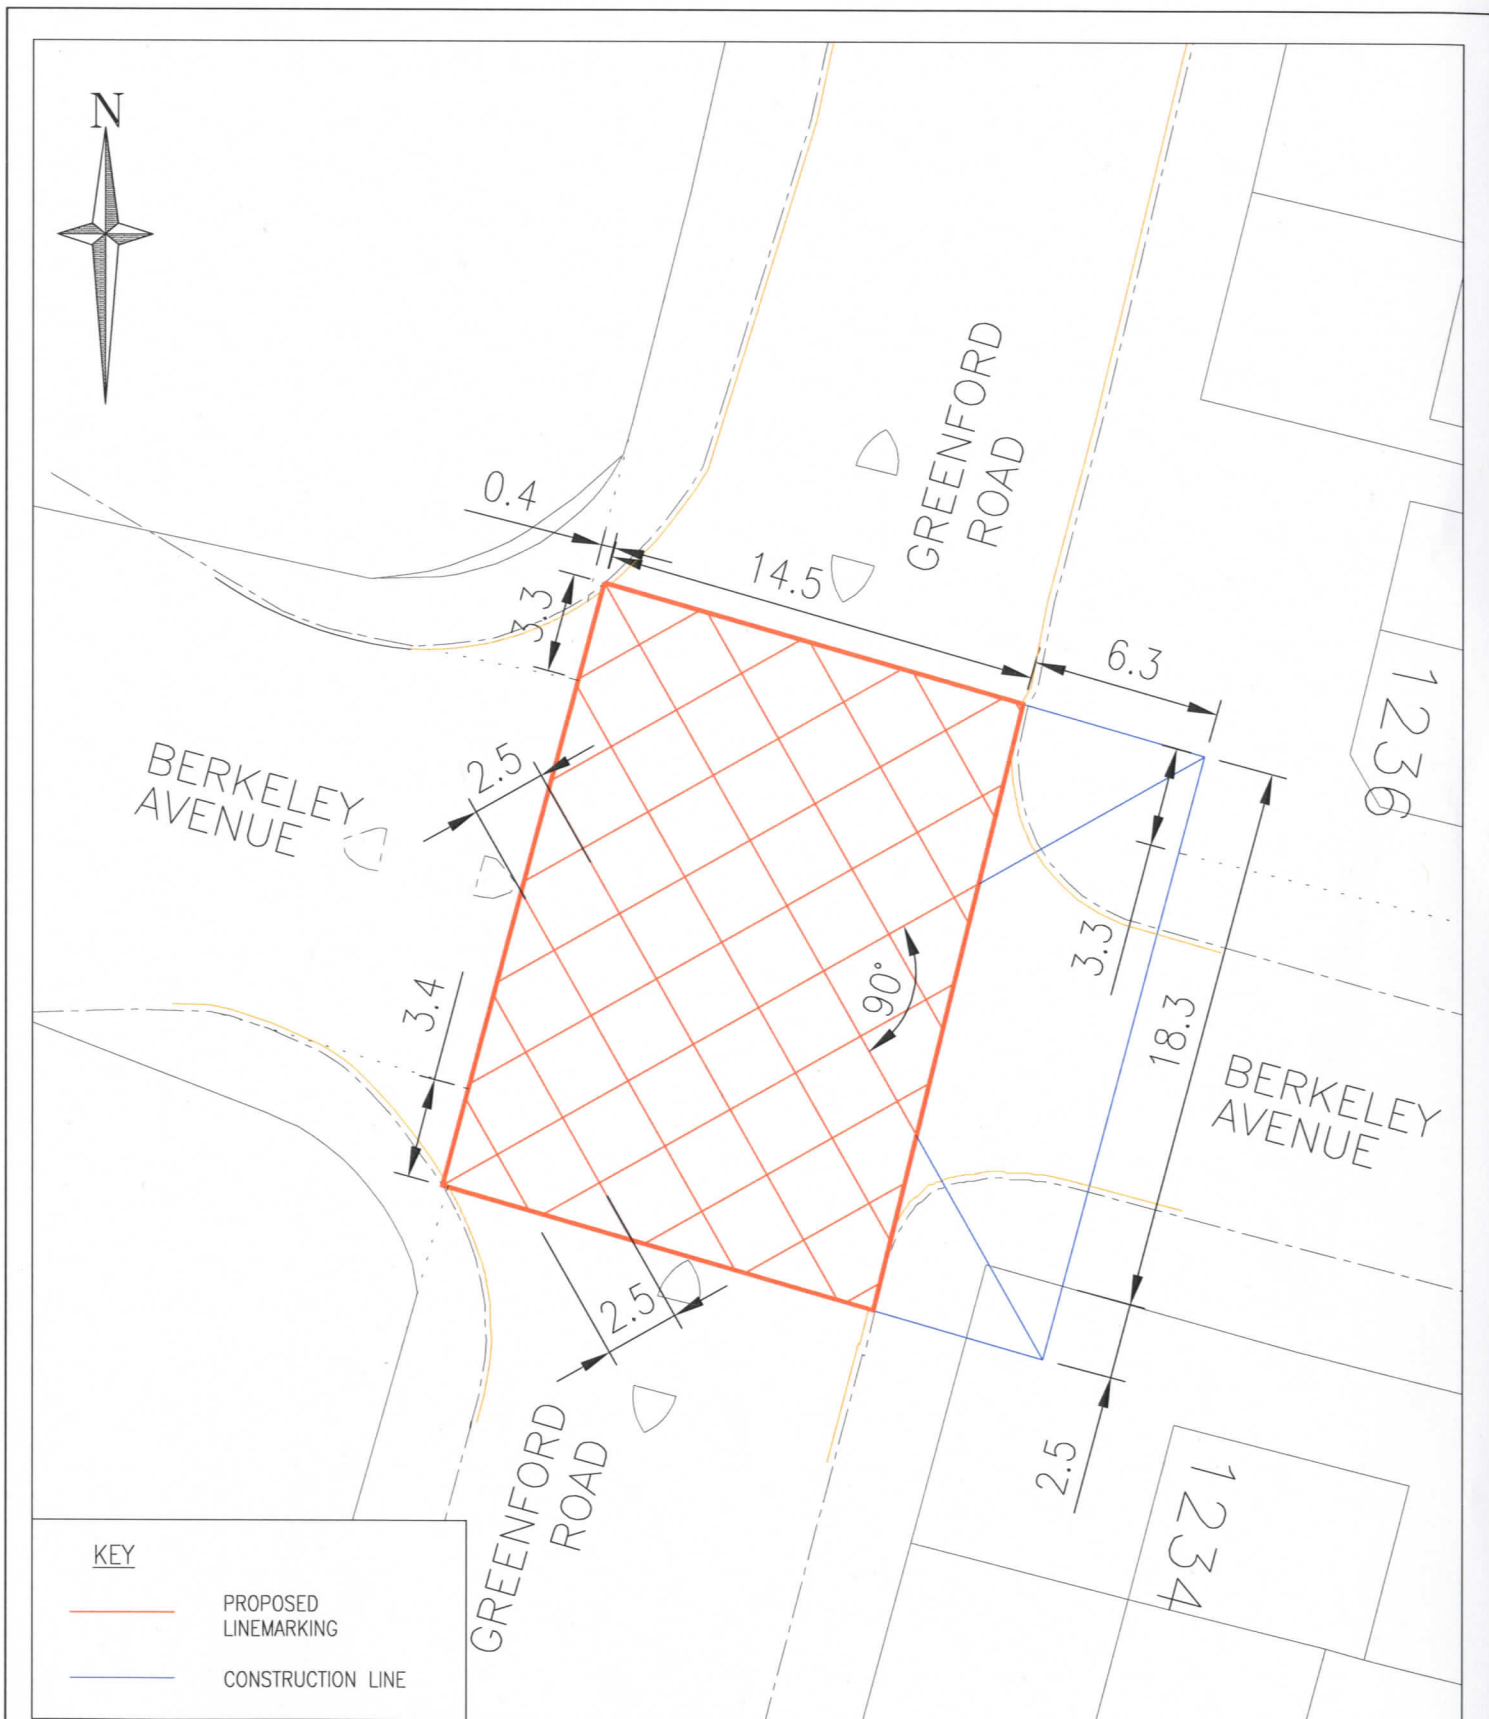 N
GREENFORD
ROAD
0.4
14.5
3.3
6.3
1236
BERKELEY
AVENUE
2.5
3.4
90°
3.3
18.3
BERKELEY
AVENUE
2.5
2.5
1234
GREENFORD
ROAD
KEY
PROPOSED
LINEMARKING
CONSTRUCTION LINE